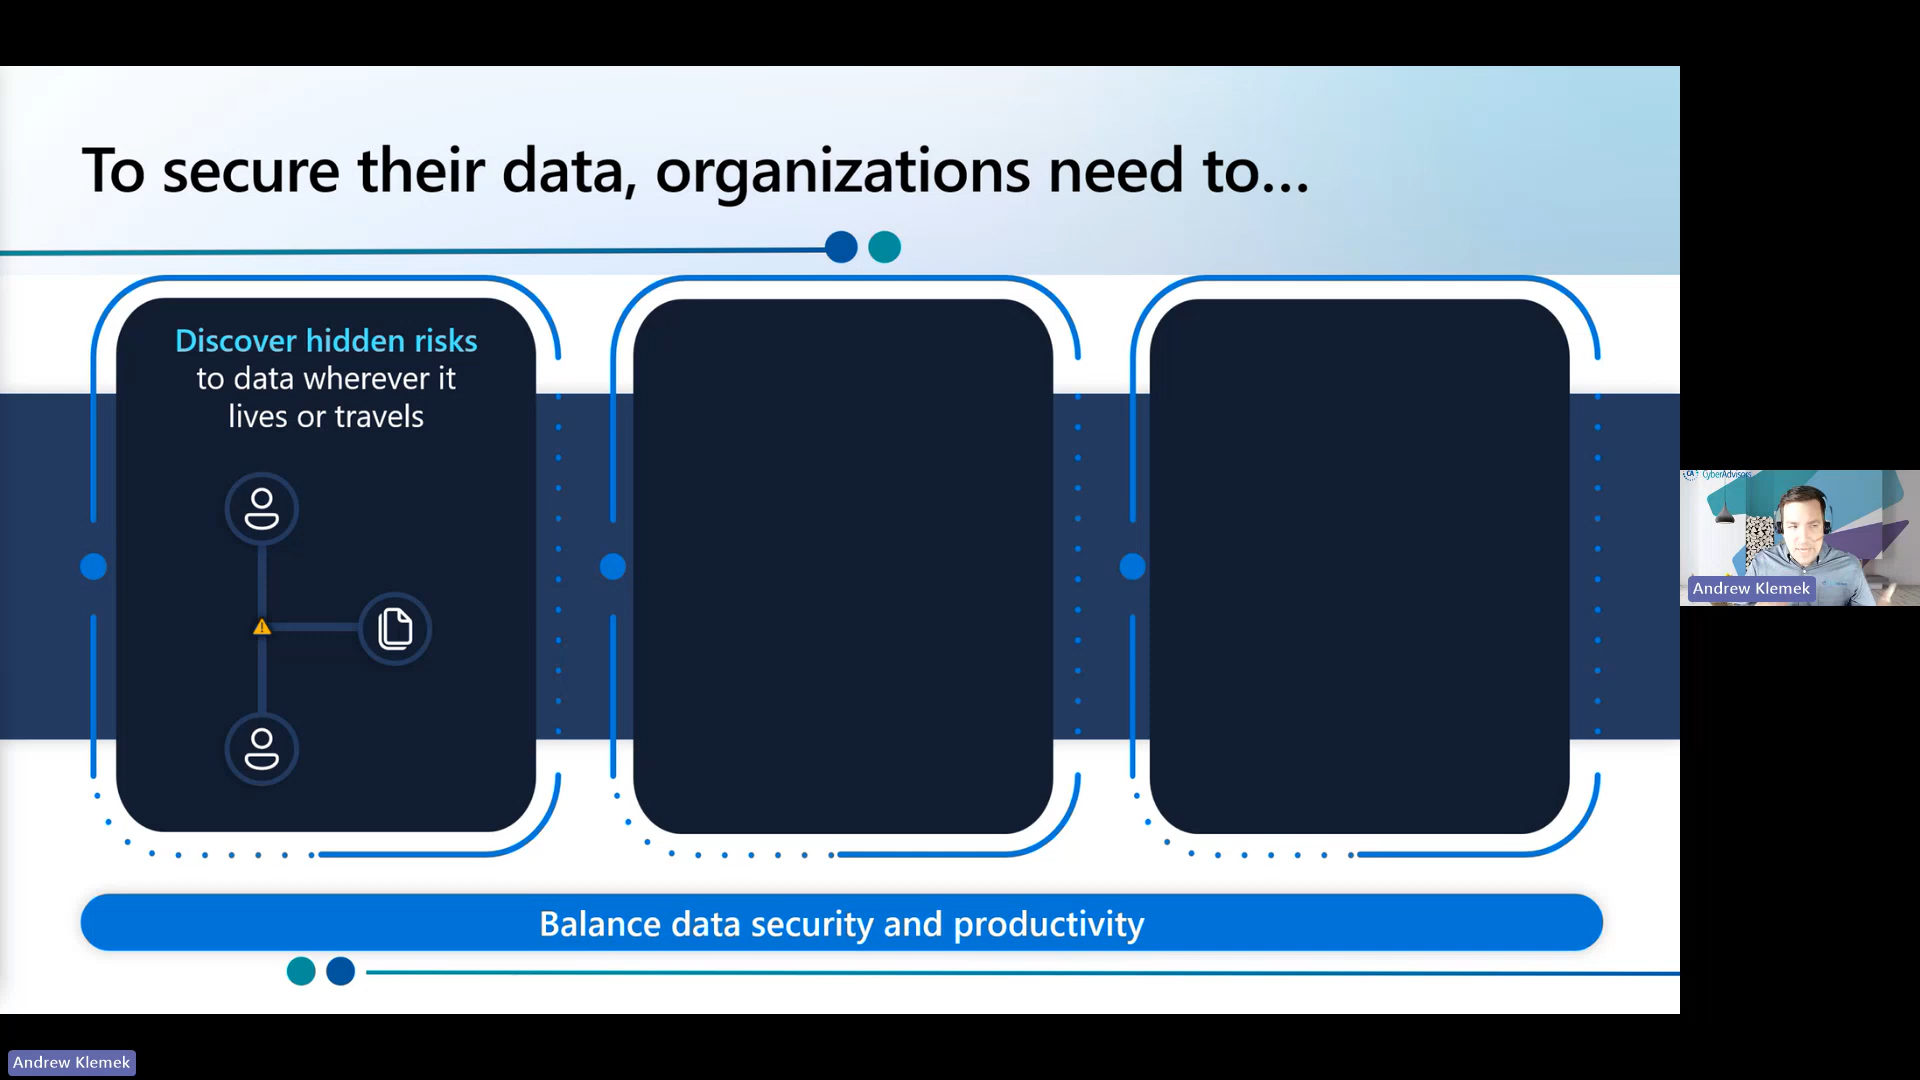 To secure their data, organizations need to...
Discover hidden risks
to data wherever it
lives or travels
Balance data security and productivity
CyberAdvisors
Andrew Klemek
Andrew Klemek